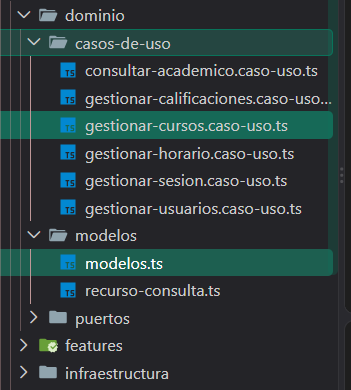 dominio
casos-de-uso
TS consultar-academico.caso-uso.ts
TS gestionar-calificaciones.caso-uso...
TS gestionar-cursos.caso-uso.ts
TS gestionar-horario.caso-uso.ts
TS gestionar-sesion.caso-uso.ts
TS gestionar-usuarios.caso-uso.ts
modelos
TS modelos.ts
TS recurso-consulta.ts
puertos
features
infraestructura